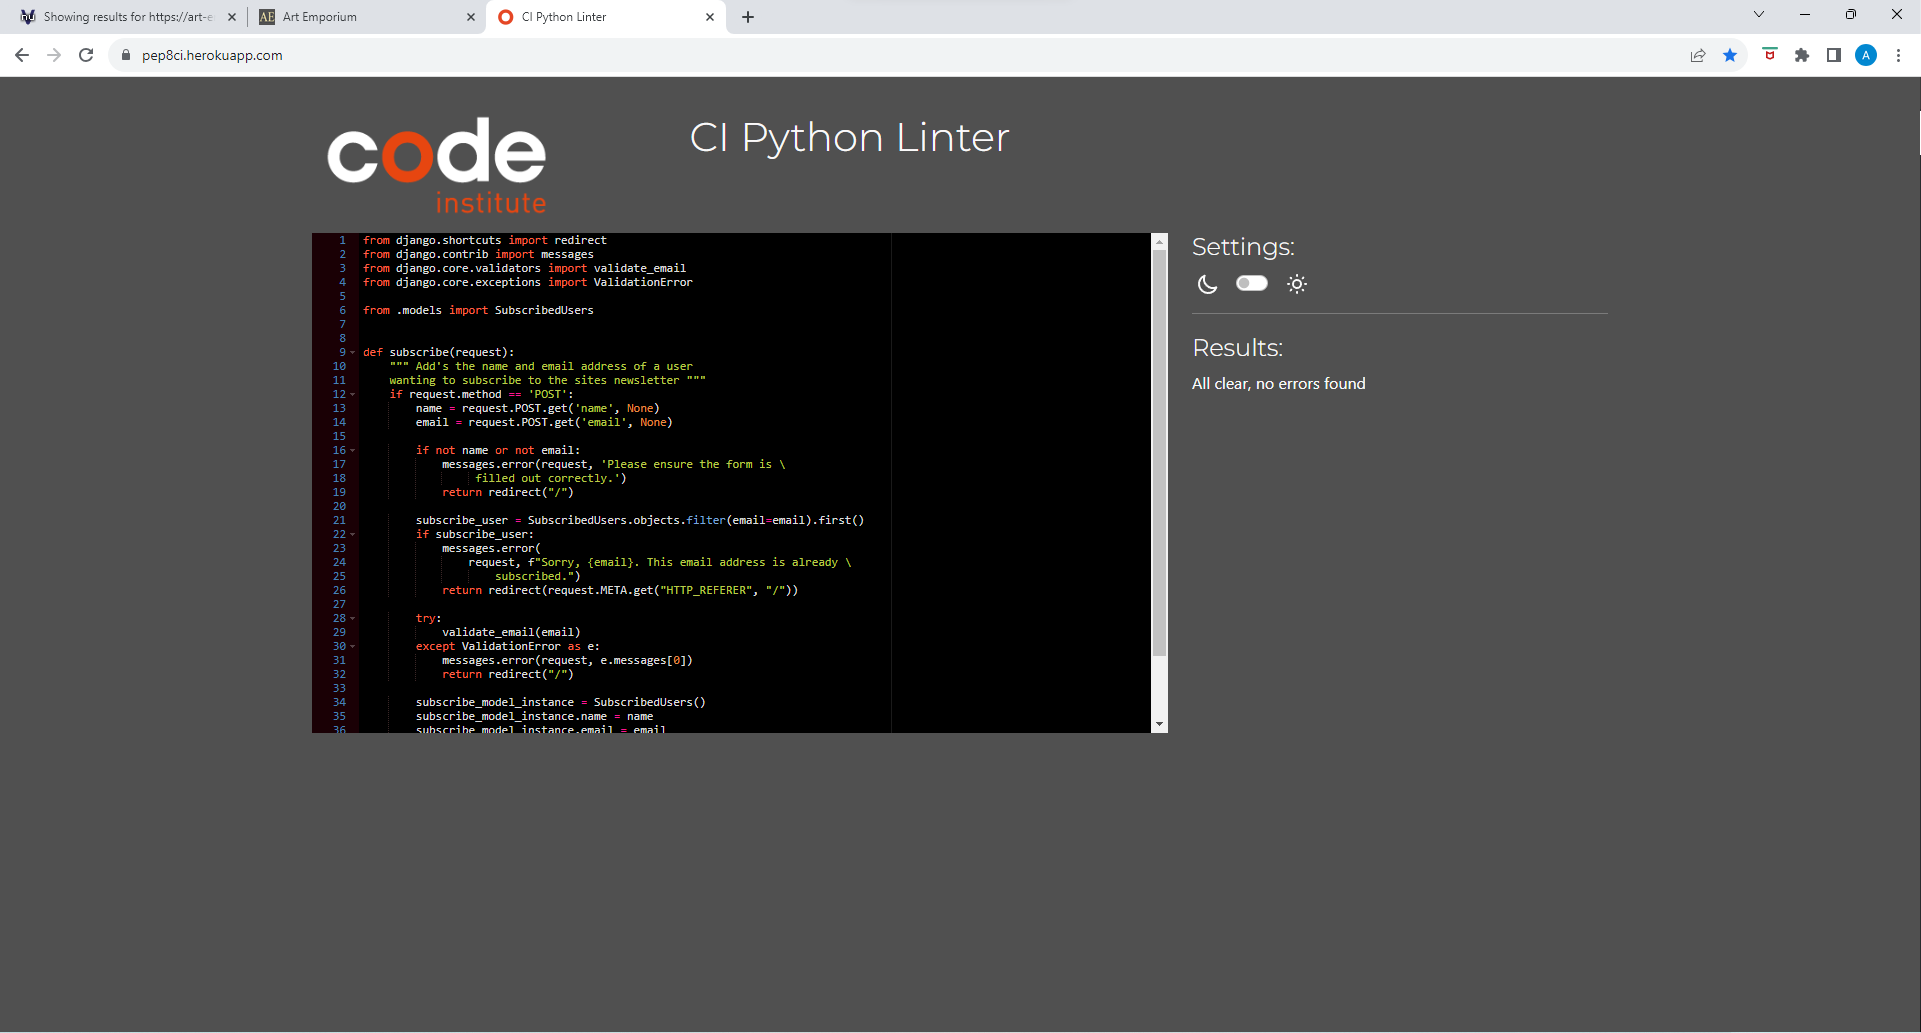 Showing results for https://art-e
Art Emporium
CI Python Linter
pep8ci.herokuapp.com
A
code
institute
CI Python Linter
1 from django.shortcuts import redirect
2 from django.contrib import messages
3 from django.core.validators import validate_email
4 from django.core.exceptions import ValidationError
5
6 from .models import SubscribedUsers
7
8
9 def subscribe(request):
10     """ Add's the name and email address of a user
11     wanting to subscribe to the sites newsletter """
12     if request.method == 'POST':
13         name = request.POST.get('name', None)
14         email = request.POST.get('email', None)
15
16         if not name or not email:
17             messages.error(request, 'Please ensure the form is \
18                  filled out correctly.')
19             return redirect("/")
20
21         subscribe_user = SubscribedUsers.objects.filter(email=email).first()
22         if subscribe_user:
23             messages.error(
24                 request, f"Sorry, {email}. This email address is already \
25                     subscribed.")
26             return redirect(request.META.get("HTTP_REFERER", "/"))
27
28         try:
29             validate_email(email)
30         except ValidationError as e:
31             messages.error(request, e.messages[0])
32             return redirect("/")
33
34         subscribe_model_instance = SubscribedUsers()
35         subscribe_model_instance.name = name
36         subscribe_model_instance.email = email
Settings:
Results:
All clear, no errors found